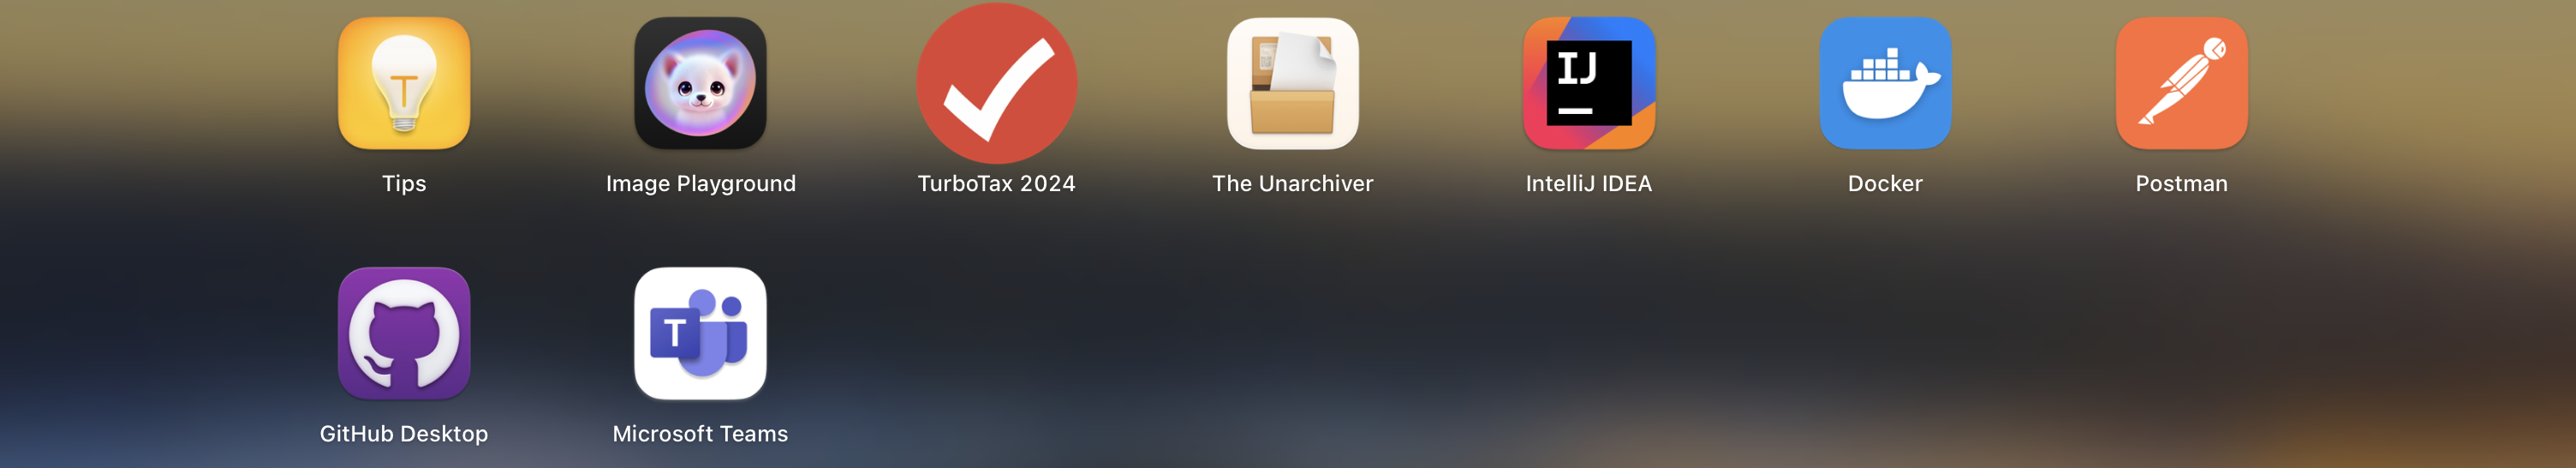 T
IJ
Tips
Image Playground
TurboTax 2024
The Unarchiver
IntelliJ IDEA
Docker
Postman
T
GitHub Desktop
Microsoft Teams